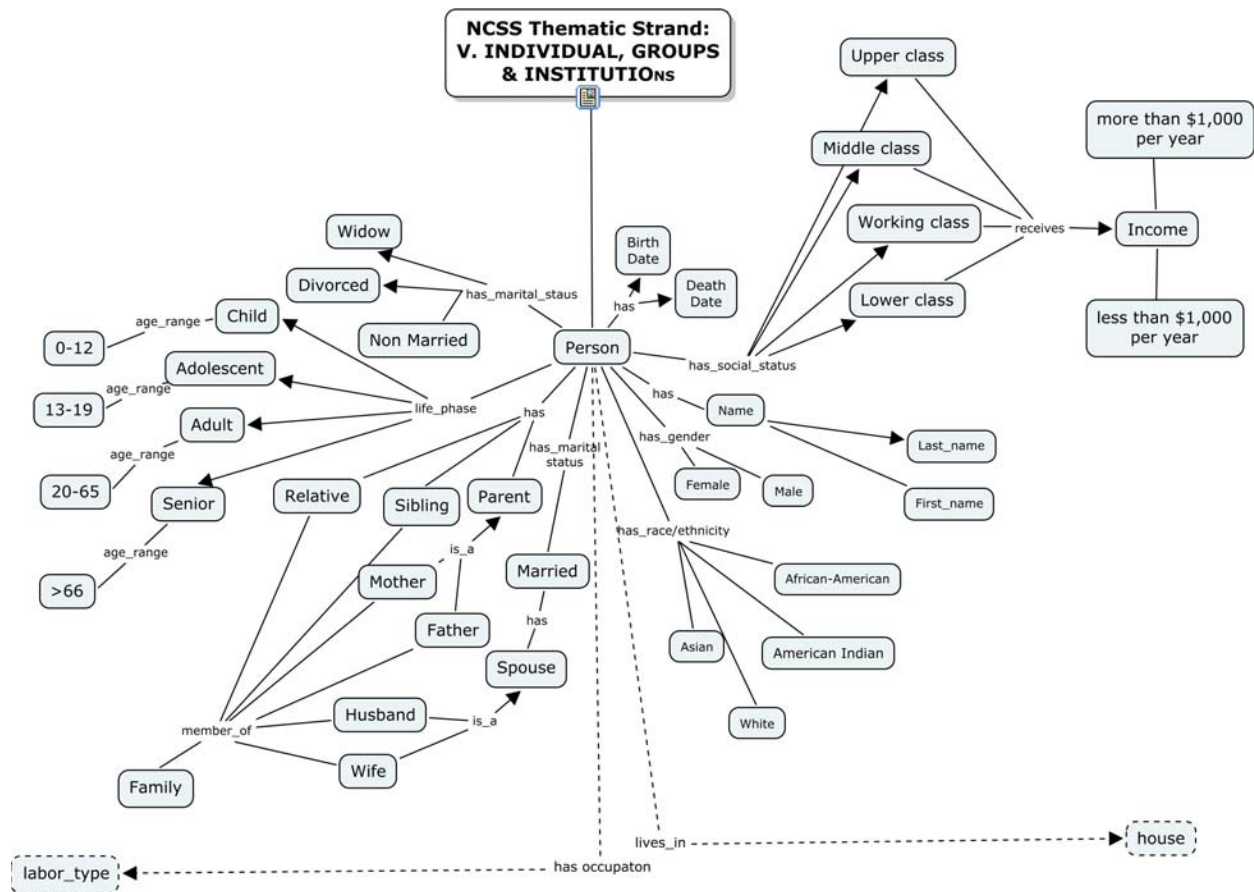 NCSS Thematic Strand:
V. INDIVIDUAL, GROUPS
& INSTITUTIONS
Upper class
more than $1,000
per year
Middle class
Widow
Birth
Date
Working class
receives
Income
Divorced
has_marital_staus
Death
Date
has
Lower class
age_range
Child
Non Married
less than $1,000
per year
0-12
Person
has_social_status
age_range
Adolescent
13-19
life_phase
has
has
Name
Adult
has_marital
status
has_gender
Last_name
age_range
20-65
Senior
Relative
Sibling
Parent
Female
Male
First_name
has_race/ethnicity
age_range
is_a
>66
Mother
Married
African-American
has
Father
Asian
American Indian
Spouse
Husband
is_a
White
member_of
Wife
Family
lives_in
house
has occupaton
labor_type